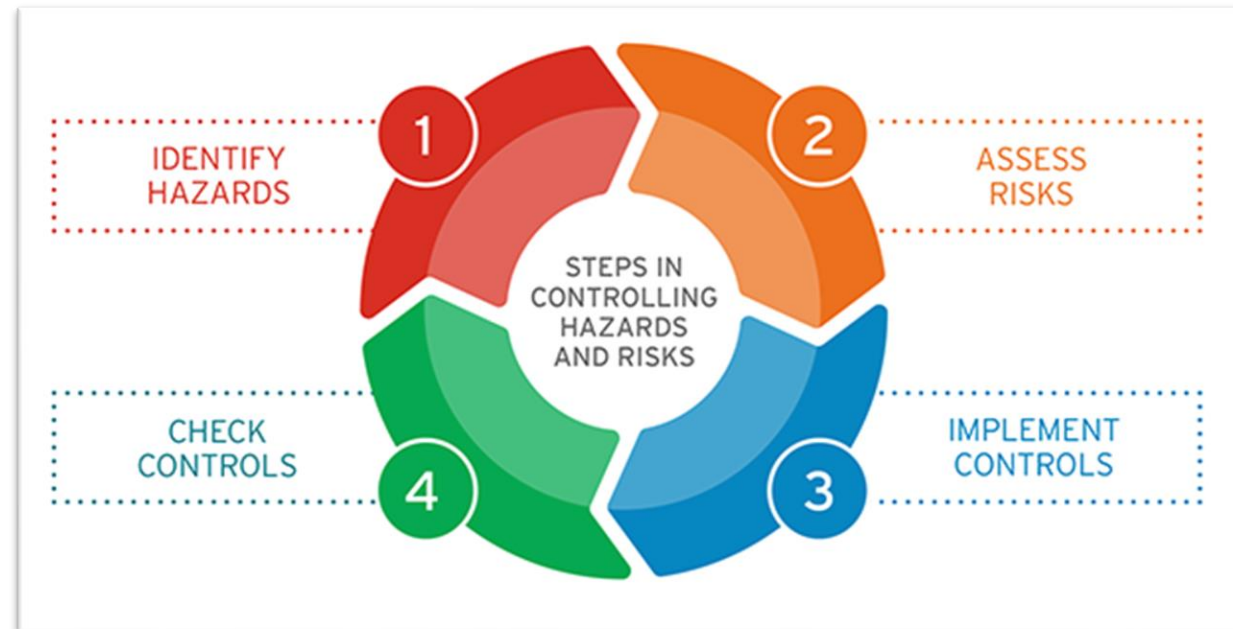 1
IDENTIFY
HAZARDS
2
ASSESS
RISKS
STEPS IN
CONTROLLING
HAZARDS
AND RISKS
3
IMPLEMENT
CONTROLS
4
CHECK
CONTROLS